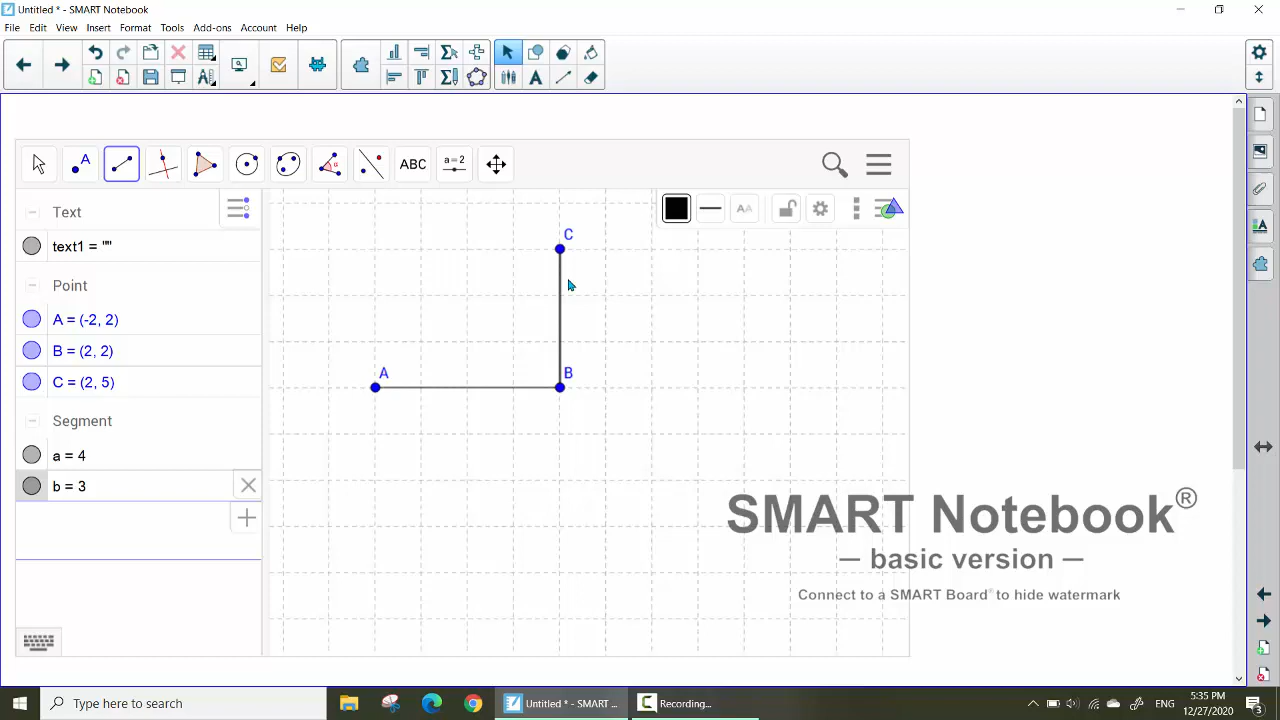 Untitled * - SMART Notebook
File Edit View Insert Format Tools Add-ons Account Help
A
α
ABC
a = 2
AA
Text
text1 = ""
Point
A = (-2, 2)
B = (2, 2)
C = (2, 5)
Segment
a = 4
b = 3
C
A
B
SMART Notebook®
— basic version —
Connect to a SMART Board® to hide watermark
Type here to search
Untitled * - SMART ...
Recording...
ENG
5:35 PM
12/27/2020
3